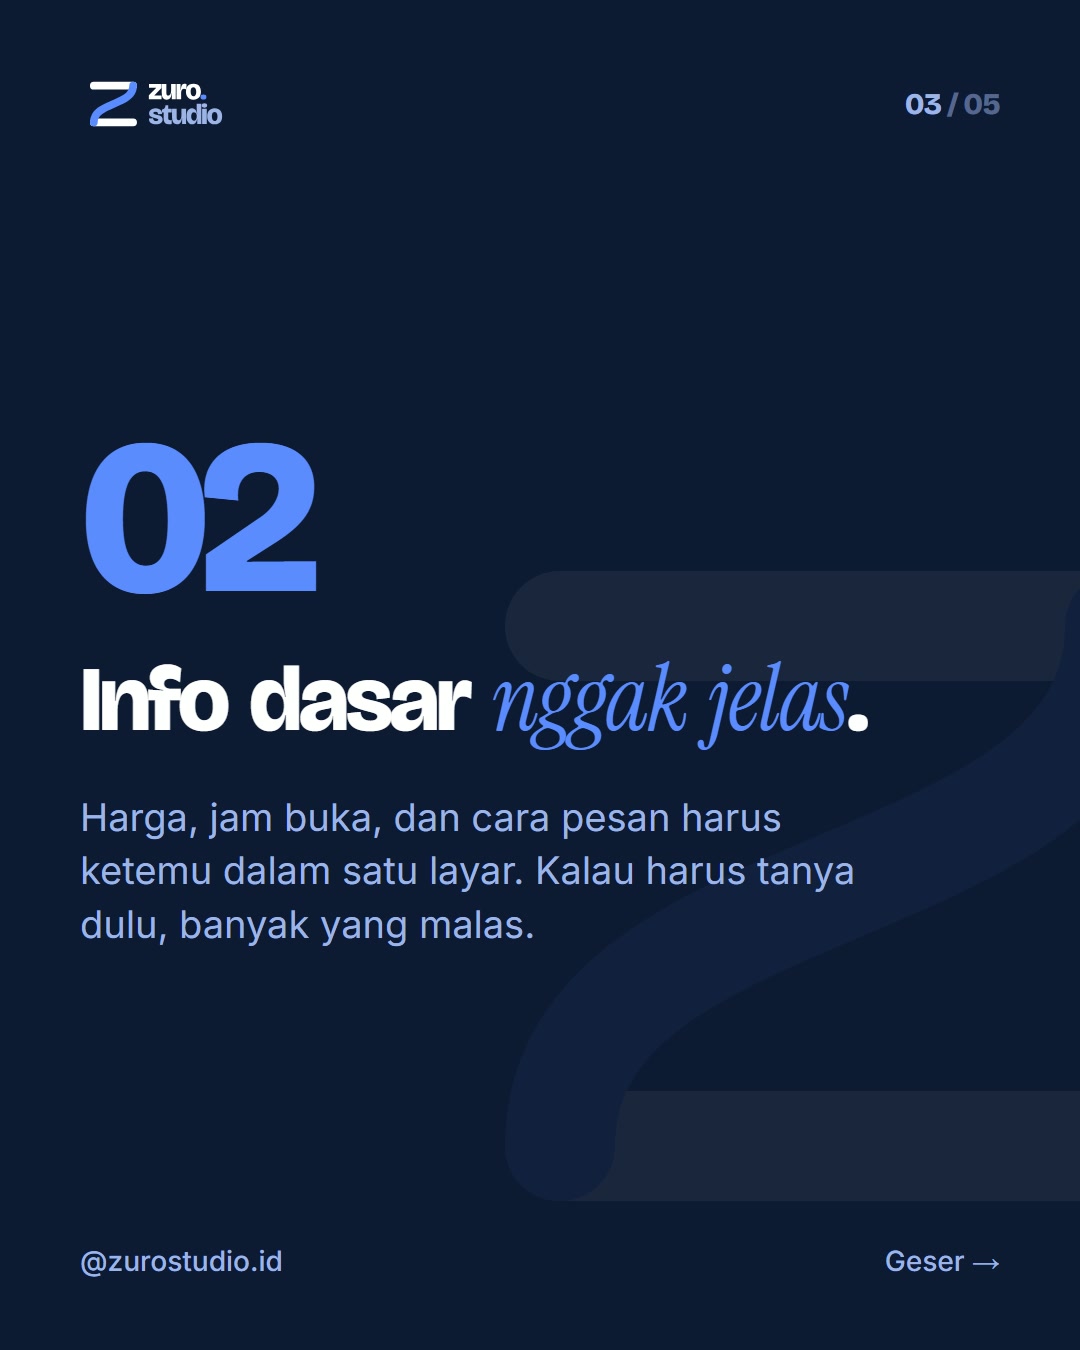 zuro.
studio
03 / 05
02
Info dasar nggak jelas.
Harga, jam buka, dan cara pesan harus
ketemu dalam satu layar. Kalau harus tanya
dulu, banyak yang malas.
@zurostudio.id
Geser →